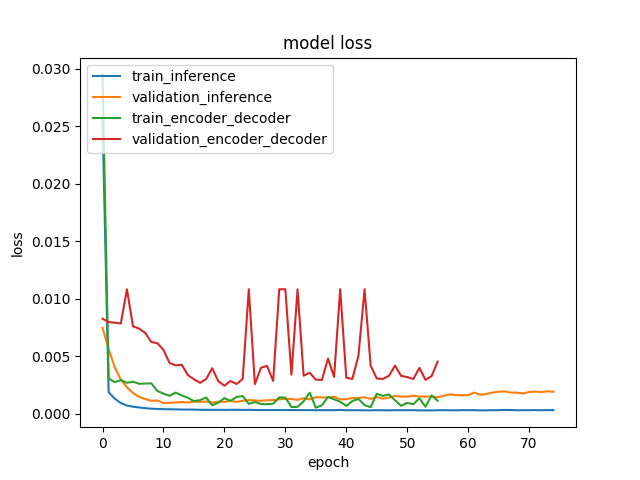 model loss
train_inference
validation_inference
train_encoder_decoder
validation_encoder_decoder
0.030
0.025
0.020
0.015
0.010
0.005
0.000
loss
0 10 20 30 40 50 60 70
epoch